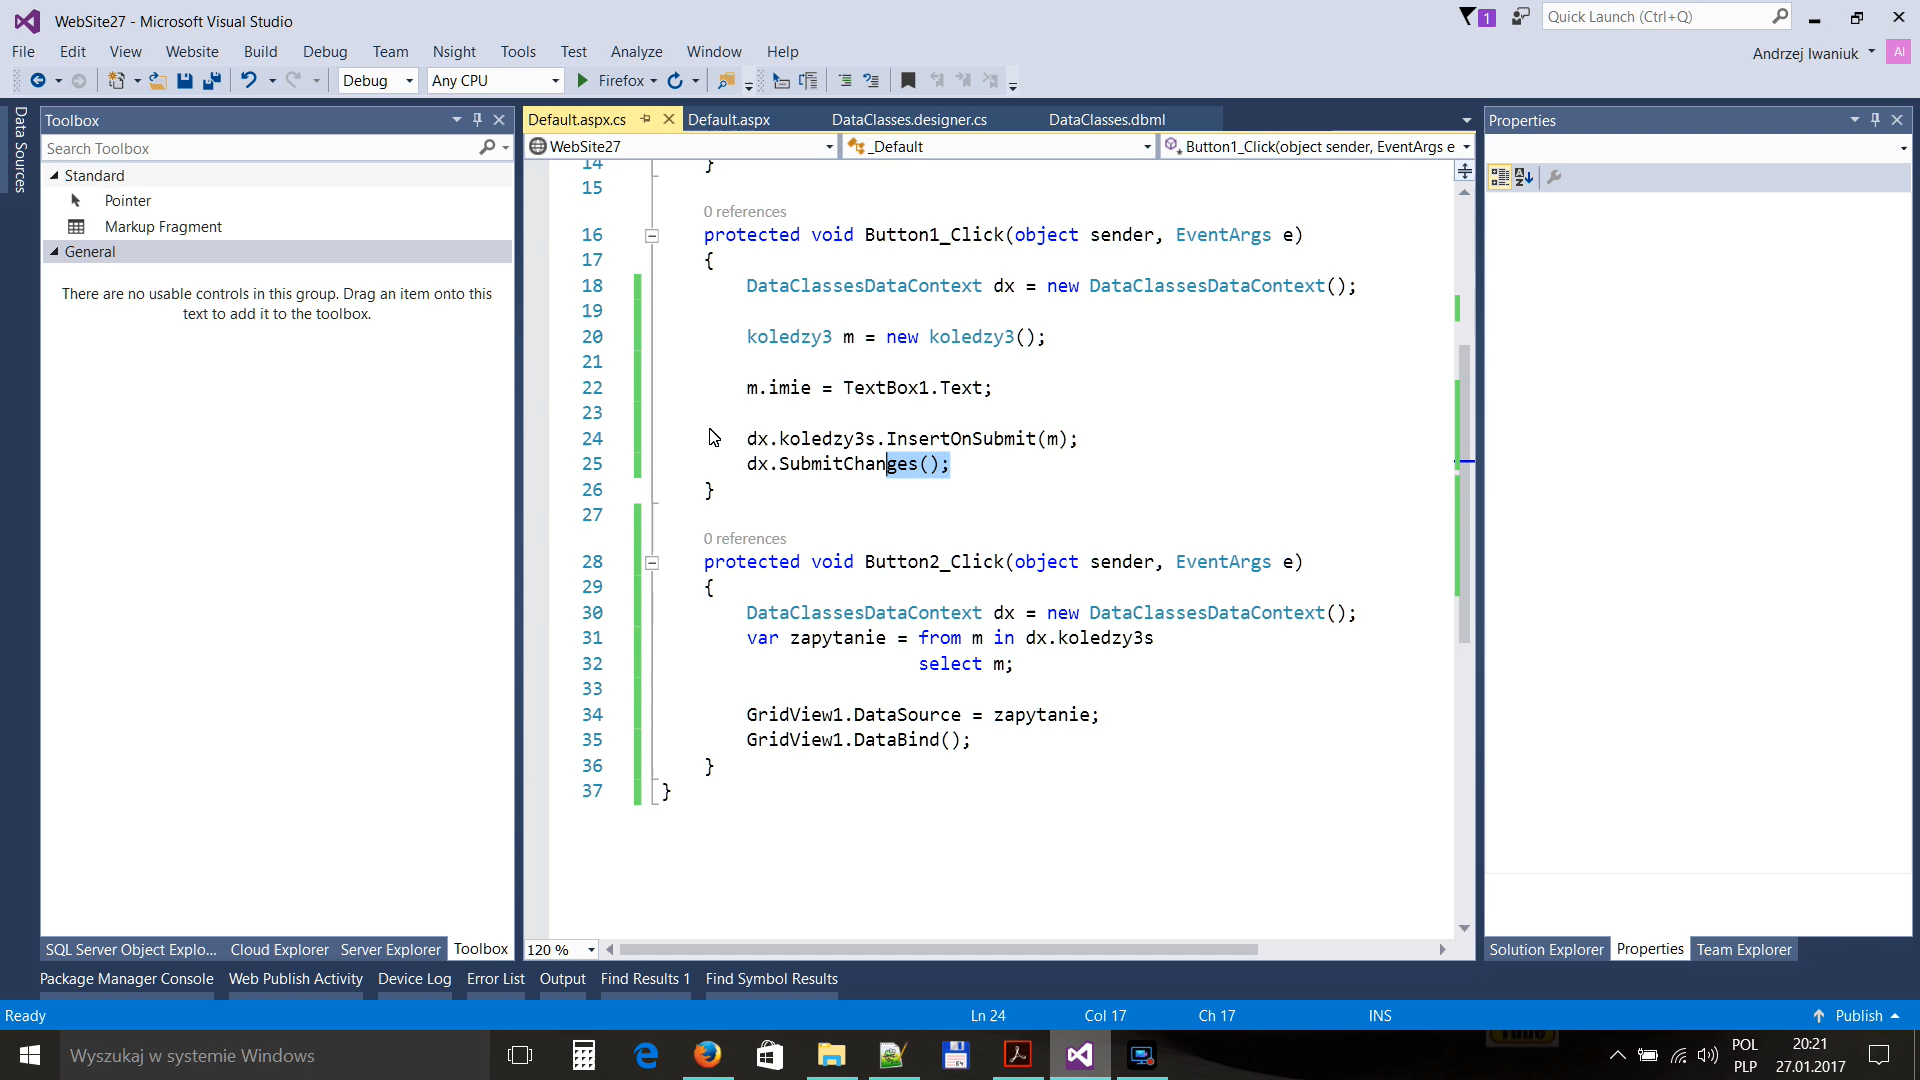 WebSite27 - Microsoft Visual Studio
1
Quick Launch (Ctrl+Q)
File Edit View Website Build Debug Team Nsight Tools Test Analyze Window Help
Andrzej Iwaniuk AI
Debug Any CPU Firefox
Data Sources
Toolbox
Search Toolbox
Standard
Pointer
Markup Fragment
General
There are no usable controls in this group. Drag an item onto this
text to add it to the toolbox.
Default.aspx.cs Default.aspx DataClasses.designer.cs DataClasses.dbml
WebSite27 _Default Button1_Click(object sender, EventArgs e
14 }
15
0 references
16 protected void Button1_Click(object sender, EventArgs e)
17 {
18 DataClassesDataContext dx = new DataClassesDataContext();
19
20 koledzy3 m = new koledzy3();
21
22 m.imie = TextBox1.Text;
23
24 dx.koledzy3s.InsertOnSubmit(m);
25 dx.SubmitChanges();
26 }
27
0 references
28 protected void Button2_Click(object sender, EventArgs e)
29 {
30 DataClassesDataContext dx = new DataClassesDataContext();
31 var zapytanie = from m in dx.koledzy3s
32 select m;
33
34 GridView1.DataSource = zapytanie;
35 GridView1.DataBind();
36 }
37 }
120 %
Properties
SQL Server Object Explo... Cloud Explorer Server Explorer Toolbox
Solution Explorer Properties Team Explorer
Package Manager Console Web Publish Activity Device Log Error List Output Find Results 1 Find Symbol Results
Ready Ln 24 Col 17 Ch 17 INS Publish
Wyszukaj w systemie Windows
64
POL
PLP
20:21
27.01.2017